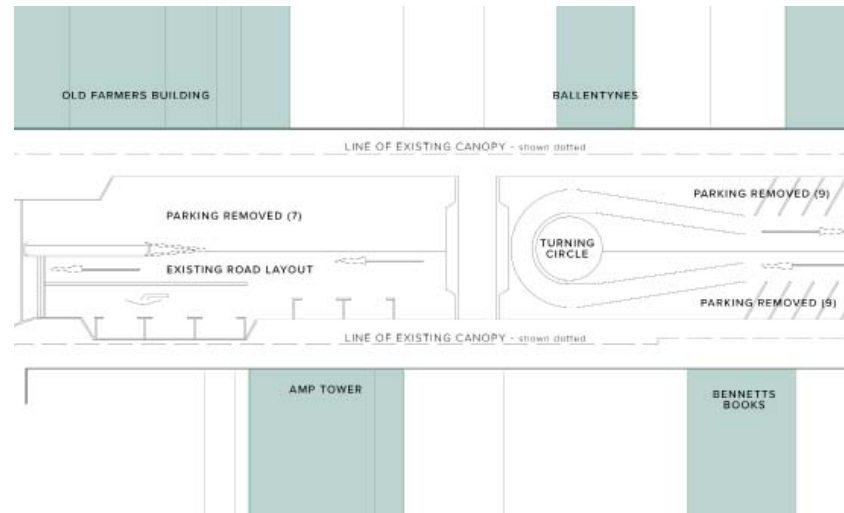 OLD FARMERS BUILDING
BALLENTYNES
LINE OF EXISTING CANOPY - shown dotted
PARKING REMOVED (9)
PARKING REMOVED (7)
TURNING
CIRCLE
EXISTING ROAD LAYOUT
PARKING REMOVED (9)
LINE OF EXISTING CANOPY - shown dotted
AMP TOWER
BENNETTS
BOOKS